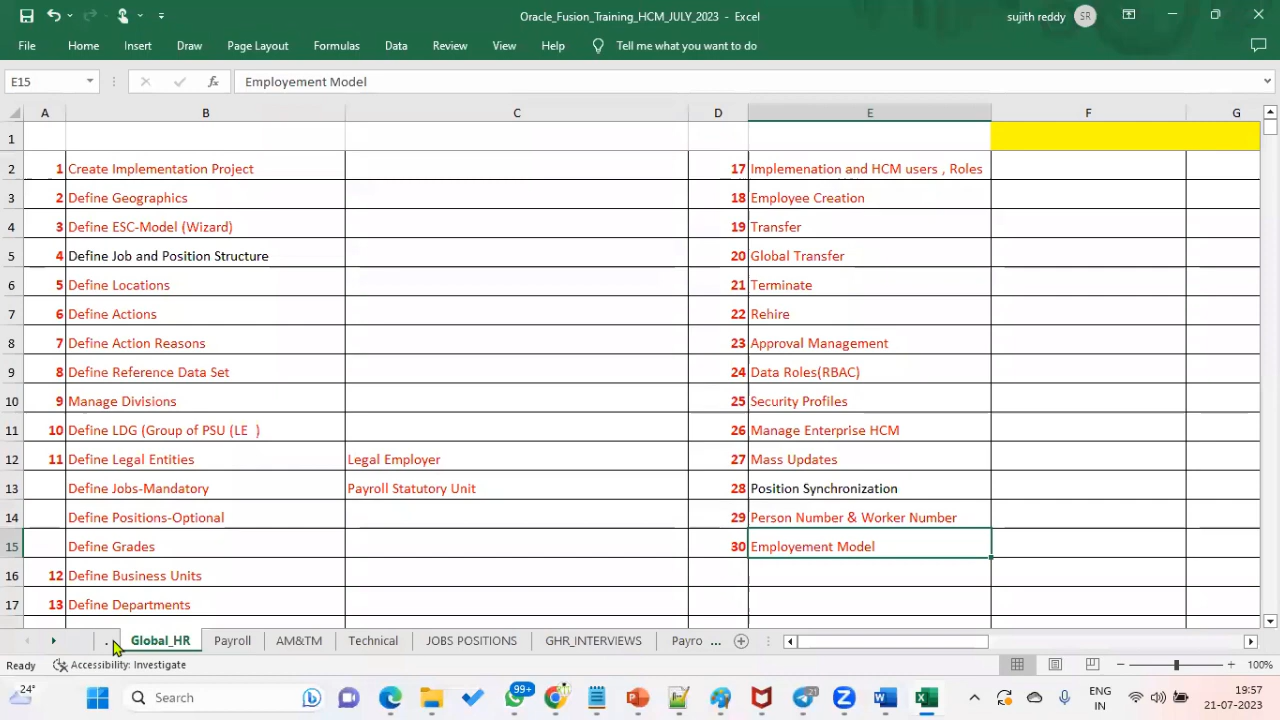 Oracle_Fusion_Training_HCM_JULY_2023 - Excel
sujith reddy SR
File Home Insert Draw Page Layout Formulas Data Review View Help Tell me what you want to do
E15 fx Employement Model
A B C D E F G
1
2 1 Create Implementation Project 17 Implemenation and HCM users , Roles
3 2 Define Geographics 18 Employee Creation
4 3 Define ESC-Model (Wizard) 19 Transfer
5 4 Define Job and Position Structure 20 Global Transfer
6 5 Define Locations 21 Terminate
7 6 Define Actions 22 Rehire
8 7 Define Action Reasons 23 Approval Management
9 8 Define Reference Data Set 24 Data Roles(RBAC)
10 9 Manage Divisions 25 Security Profiles
11 10 Define LDG (Group of PSU (LE ) 26 Manage Enterprise HCM
12 11 Define Legal Entities Legal Employer 27 Mass Updates
13 Define Jobs-Mandatory Payroll Statutory Unit 28 Position Synchronization
14 Define Positions-Optional 29 Person Number & Worker Number
15 Define Grades 30 Employement Model
16 12 Define Business Units
17 13 Define Departments
. Global_HR Payroll AM&TM Technical JOBS POSITIONS GHR_INTERVIEWS Payro ...
Ready Accessibility: Investigate 100%
24° Search 99+ 21 ENG 19:57
IN 21-07-2023